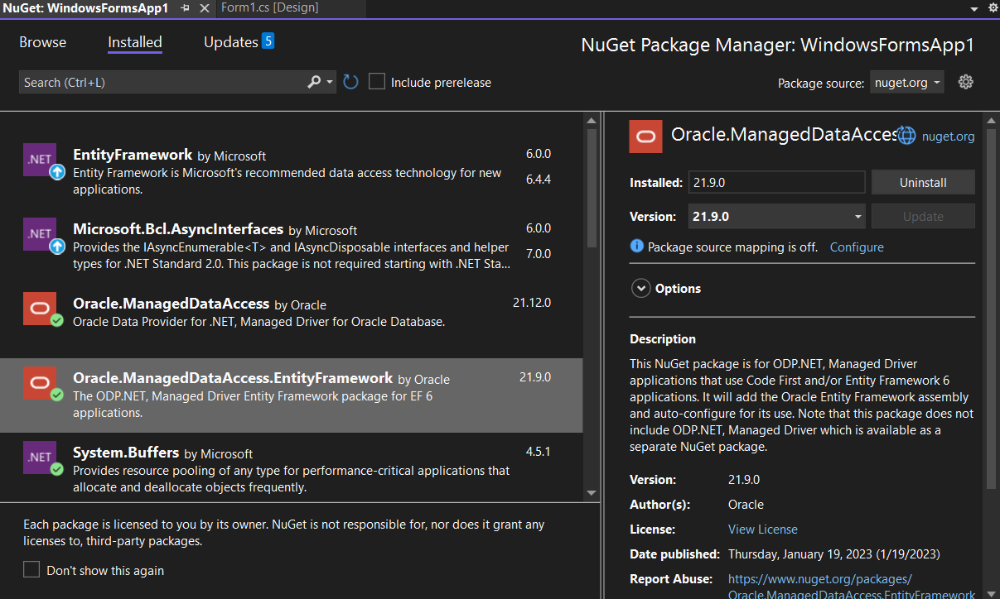 NuGet: WindowsFormsApp1
Form1.cs [Design]
Browse
Installed
Updates 5
NuGet Package Manager: WindowsFormsApp1
Search (Ctrl+L)
Include prerelease
Package source: nuget.org
.NET
EntityFramework by Microsoft
6.0.0
Entity Framework is Microsoft's recommended data access technology for new
applications.
6.4.4
.NET
Microsoft.Bcl.AsyncInterfaces by Microsoft
6.0.0
Provides the IAsyncEnumerable<T> and IAsyncDisposable interfaces and helper
types for .NET Standard 2.0. This package is not required starting with .NET Sta...
7.0.0
Oracle.ManagedDataAccess by Oracle
21.12.0
Oracle Data Provider for .NET, Managed Driver for Oracle Database.
Oracle.ManagedDataAccess.EntityFramework by Oracle
21.9.0
The ODP.NET, Managed Driver Entity Framework package for EF 6
applications.
.NET
System.Buffers by Microsoft
4.5.1
Provides resource pooling of any type for performance-critical applications that
allocate and deallocate objects frequently.
Each package is licensed to you by its owner. NuGet is not responsible for, nor does it grant any
licenses to, third-party packages.
Don't show this again
Oracle.ManagedDataAcces
nuget.org
Installed: 21.9.0
Uninstall
Version: 21.9.0
Update
Package source mapping is off. Configure
Options
Description
This NuGet package is for ODP.NET, Managed Driver
applications that use Code First and/or Entity Framework 6
applications. It will add the Oracle Entity Framework assembly
and auto-configure for its use. Note that this package does not
include ODP.NET, Managed Driver which is available as a
separate NuGet package.
Version: 21.9.0
Author(s): Oracle
License: View License
Date published: Thursday, January 19, 2023 (1/19/2023)
Report Abuse: https://www.nuget.org/packages/
Oracle.ManagedDataAccess.EntityFramework